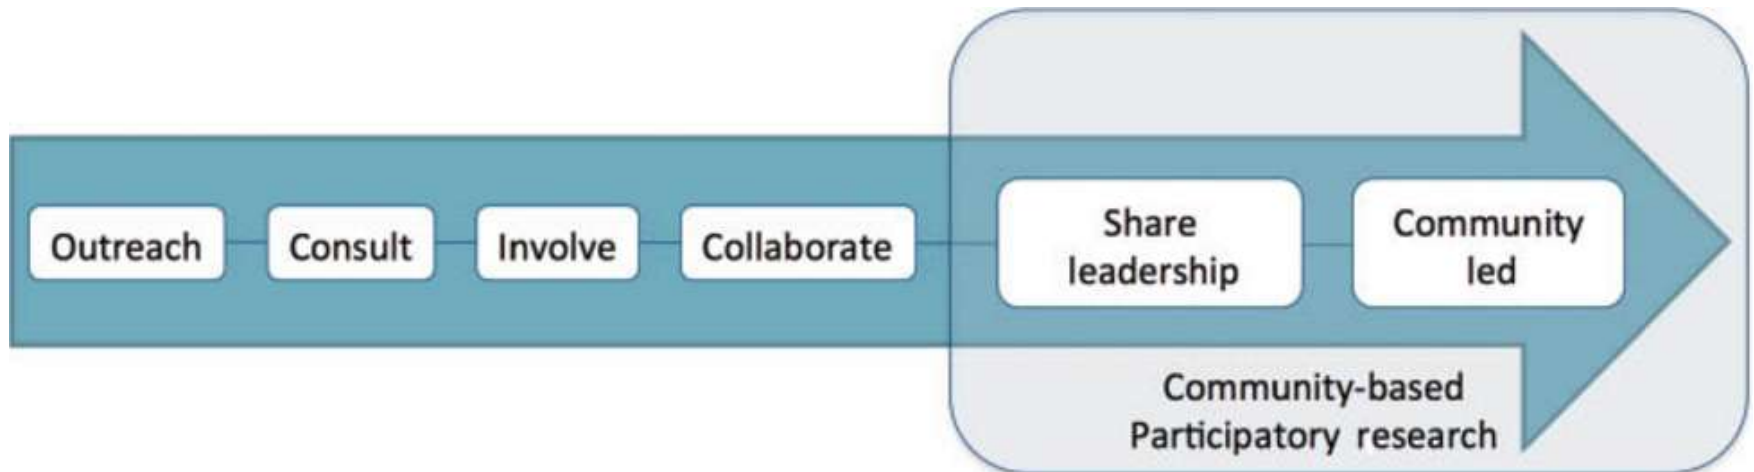 Outreach
Consult
Involve
Collaborate
Share
leadership
Community
led
Community-based
Participatory research